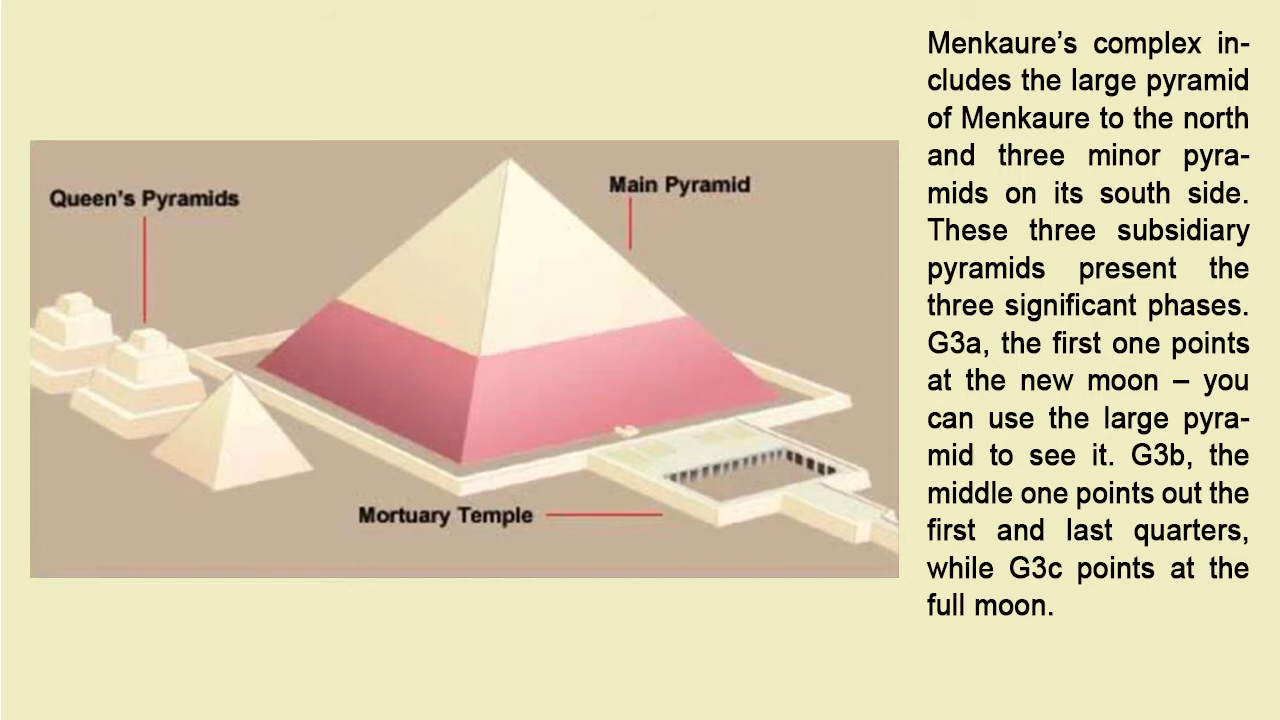 Queen's Pyramids
Main Pyramid
Mortuary Temple
Menkaure’s complex in-
cludes the large pyramid
of Menkaure to the north
and three minor pyra-
mids on its south side.
These three subsidiary
pyramids present the
three significant phases.
G3a, the first one points
at the new moon – you
can use the large pyra-
mid to see it. G3b, the
middle one points out the
first and last quarters,
while G3c points at the
full moon.